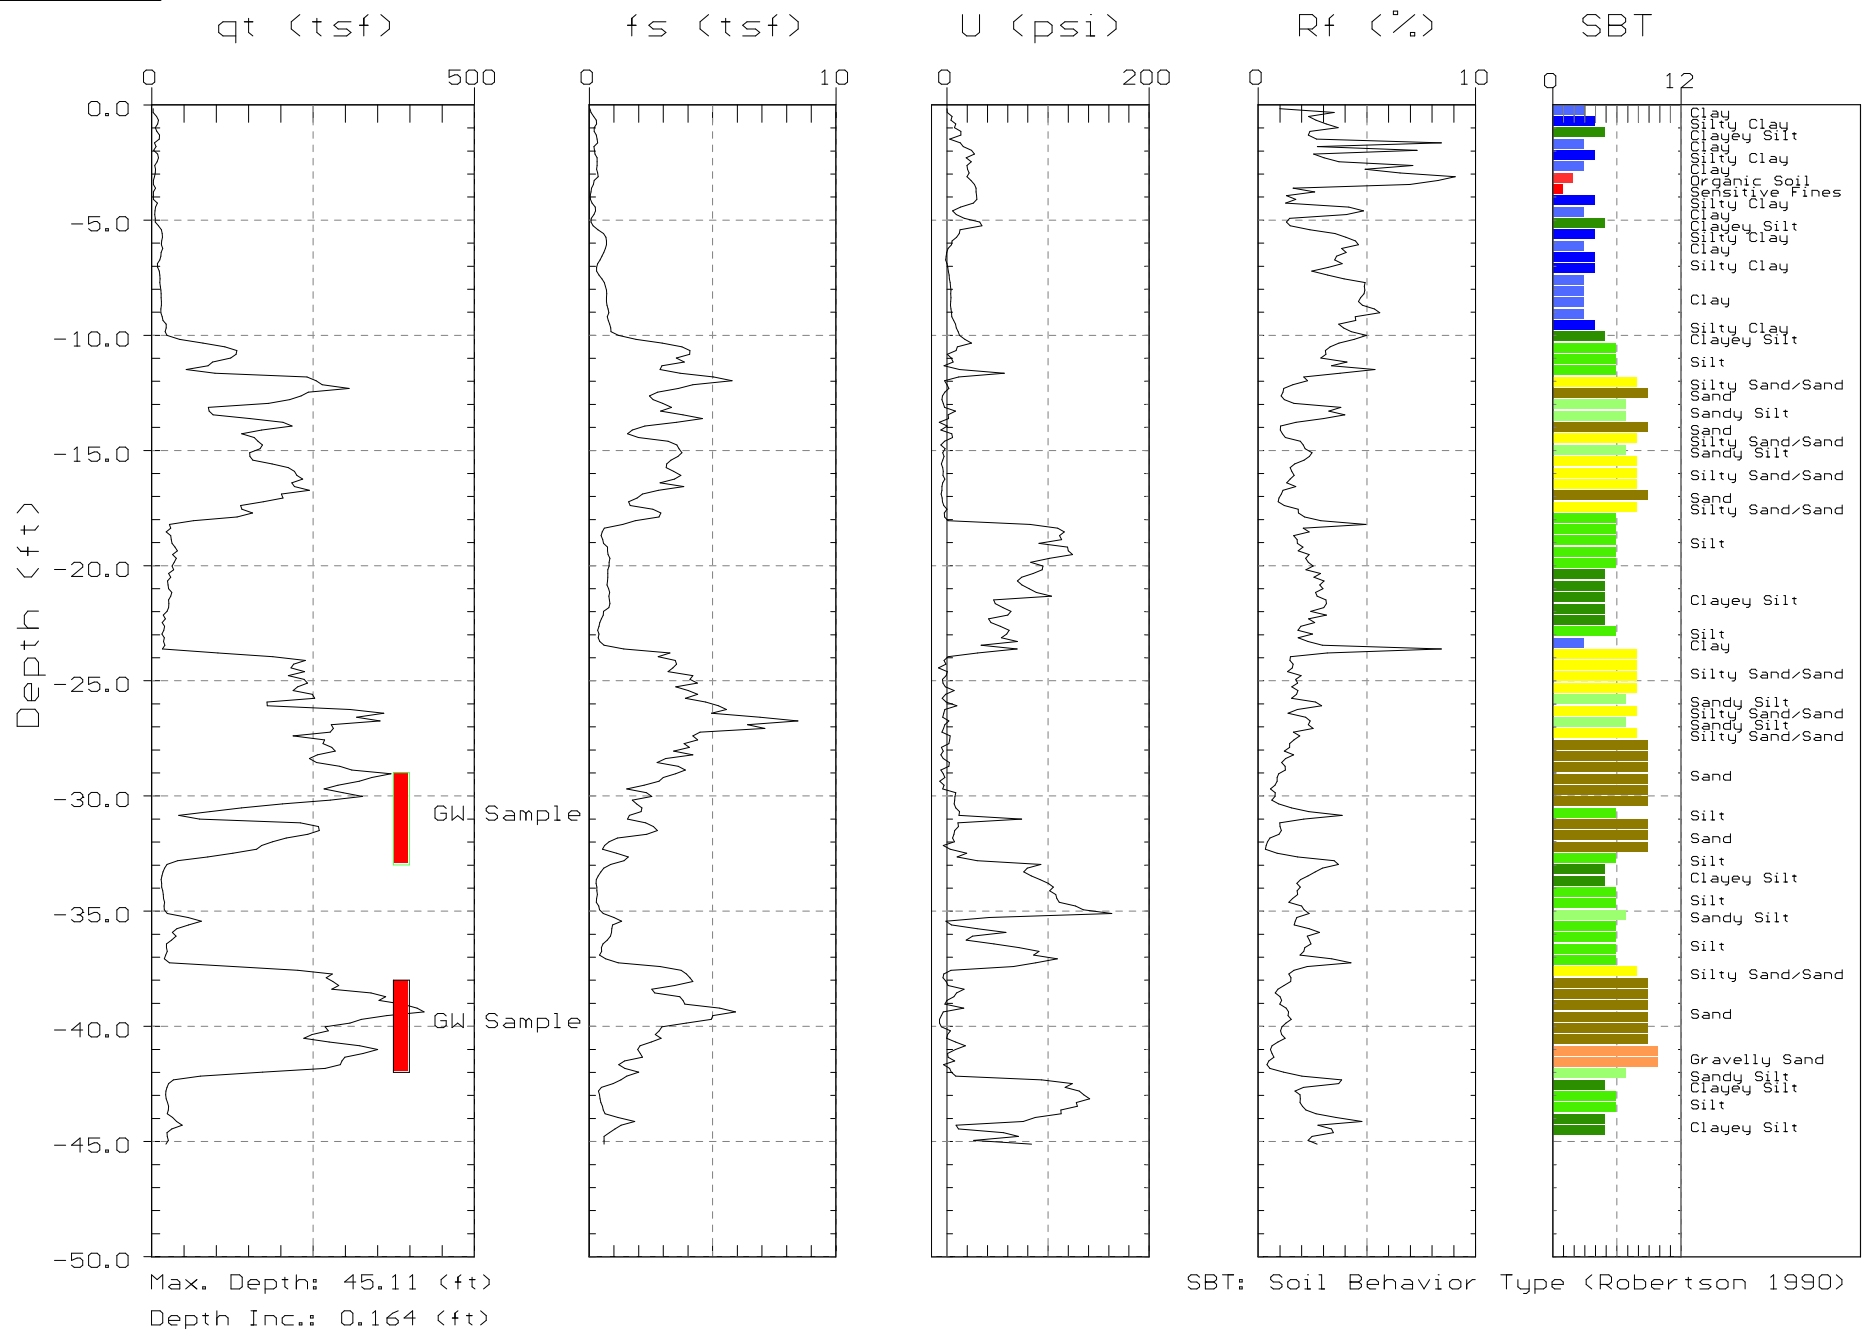 qt (tsf) fs (tsf) U (psi) Rf (%) SBT
0 500 0 10 0 200 0 10 0 12
0.0
-5.0
-10.0
-15.0
-20.0
-25.0
-30.0
-35.0
-40.0
-45.0
-50.0
Depth (ft)
GW Sample
GW Sample
Clay
Silty Clay
Clayey Silt
Clay
Silty Clay
Clay
Organic Soil
Sensitive Fines
Silty Clay
Clay
Clayey Silt
Silty Clay
Clay
Silty Clay
Clay
Silty Clay
Clayey Silt
Silt
Silty Sand/Sand
Sand
Sandy Silt
Sand
Silty Sand/Sand
Sandy Silt
Silty Sand/Sand
Sand
Silty Sand/Sand
Silt
Clayey Silt
Silt
Clay
Silty Sand/Sand
Sandy Silt
Silty Sand/Sand
Sandy Silt
Silty Sand/Sand
Sand
Silt
Sand
Silt
Clayey Silt
Silt
Sandy Silt
Silt
Silty Sand/Sand
Sand
Gravelly Sand
Sandy Silt
Clayey Silt
Silt
Clayey Silt
Max. Depth: 45.11 (ft) SBT: Soil Behavior Type (Robertson 1990)
Depth Inc.: 0.164 (ft)